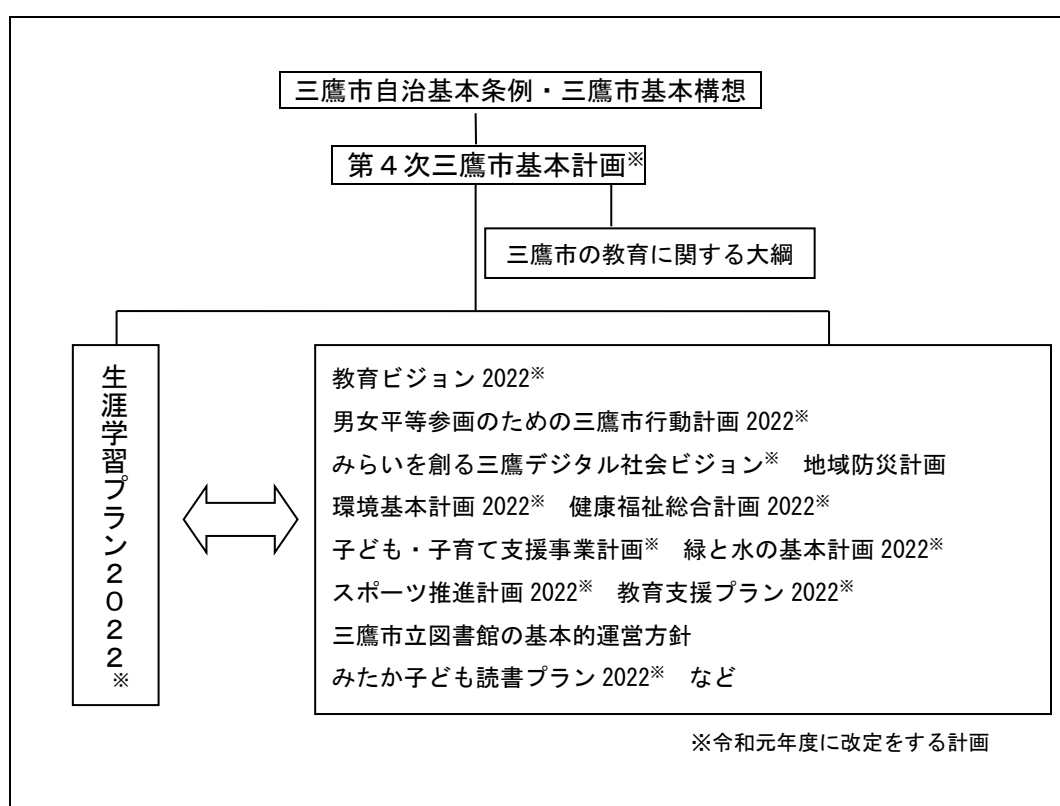 三鷹市自治基本条例・三鷹市基本構想
第４次三鷹市基本計画※
三鷹市の教育に関する大綱
生涯学習プラン２０２２※
教育ビジョン 2022※
男女平等参画のための三鷹市行動計画 2022※
みらいを創る三鷹デジタル社会ビジョン※　地域防災計画
環境基本計画 2022※　健康福祉総合計画 2022※
子ども・子育て支援事業計画※　緑と水の基本計画 2022※
スポーツ推進計画 2022※　教育支援プラン 2022※
三鷹市立図書館の基本的運営方針
みたか子ども読書プラン 2022※　など
※令和元年度に改定をする計画